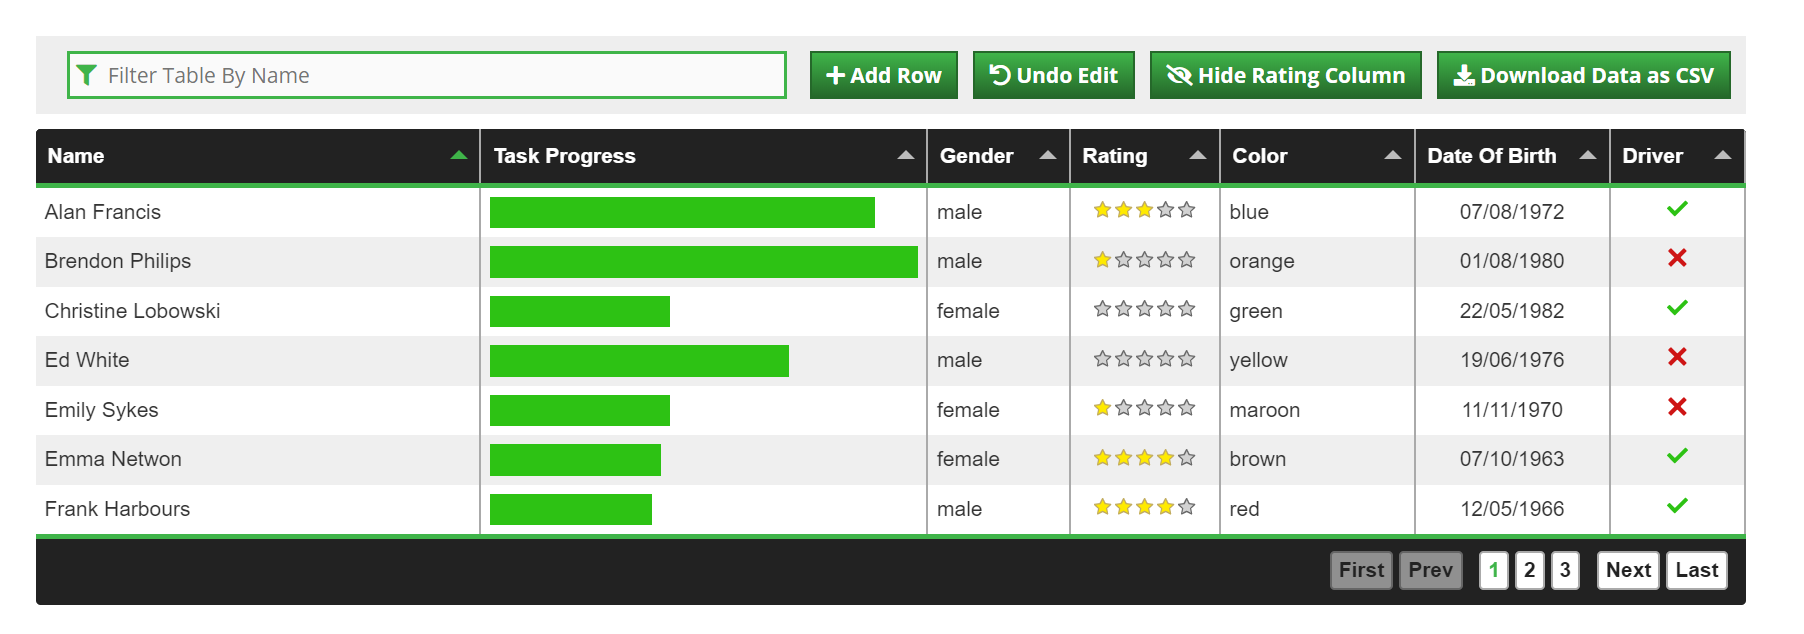 Filter Table By Name Add Row Undo Edit Hide Rating Column Download Data as CSV
Name Task Progress Gender Rating Color Date Of Birth Driver
Alan Francis male blue 07/08/1972
Brendon Philips male orange 01/08/1980
Christine Lobowski female green 22/05/1982
Ed White male yellow 19/06/1976
Emily Sykes female maroon 11/11/1970
Emma Netwon female brown 07/10/1963
Frank Harbours male red 12/05/1966
First Prev 1 2 3 Next Last